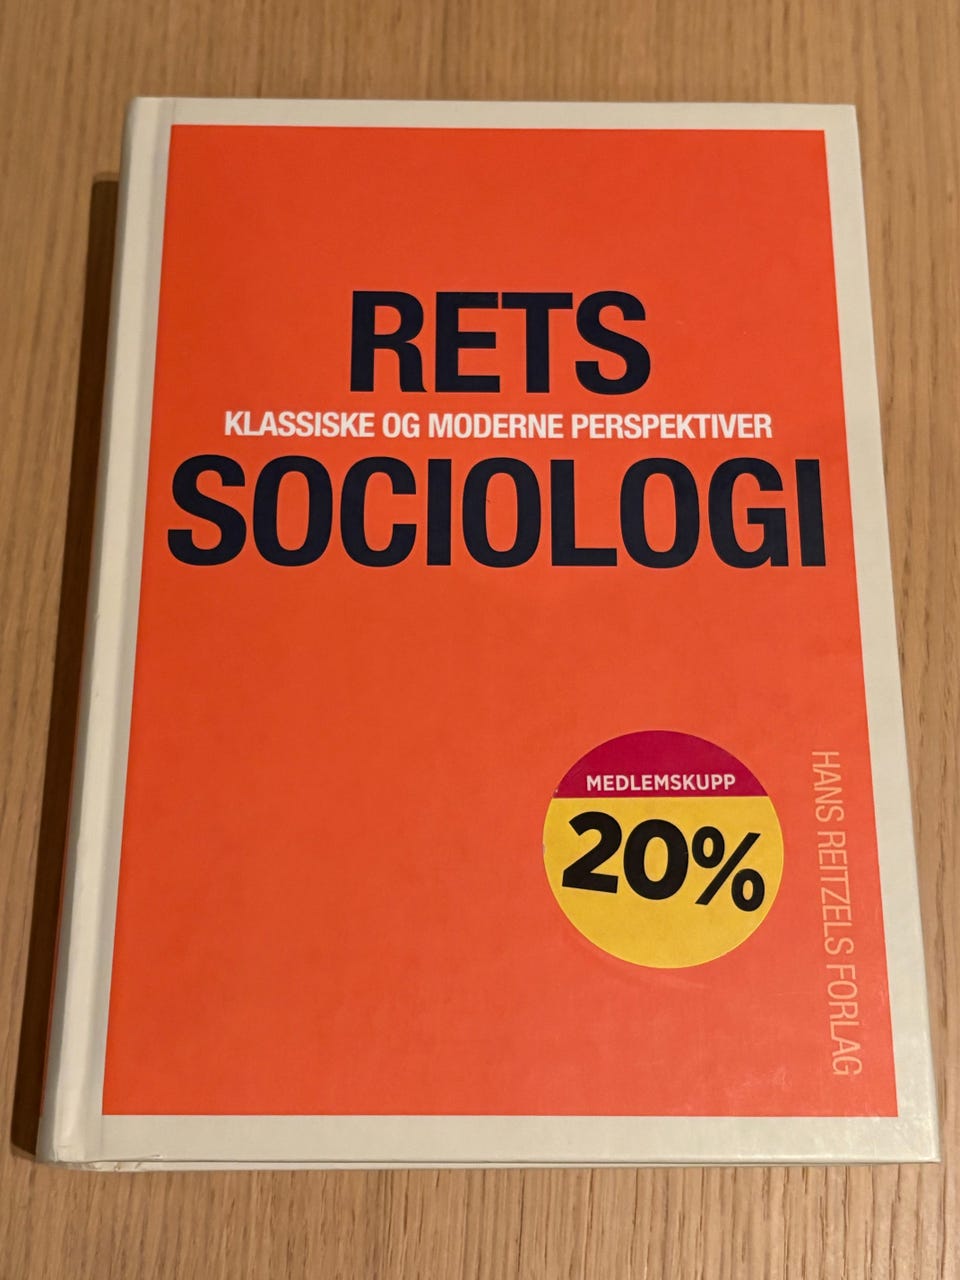 RETS
KLASSISKE OG MODERNE PERSPEKTIVER
SOCIOLOGI
MEDLEMSKUPP
20%
HANS REITZELS FORLAG